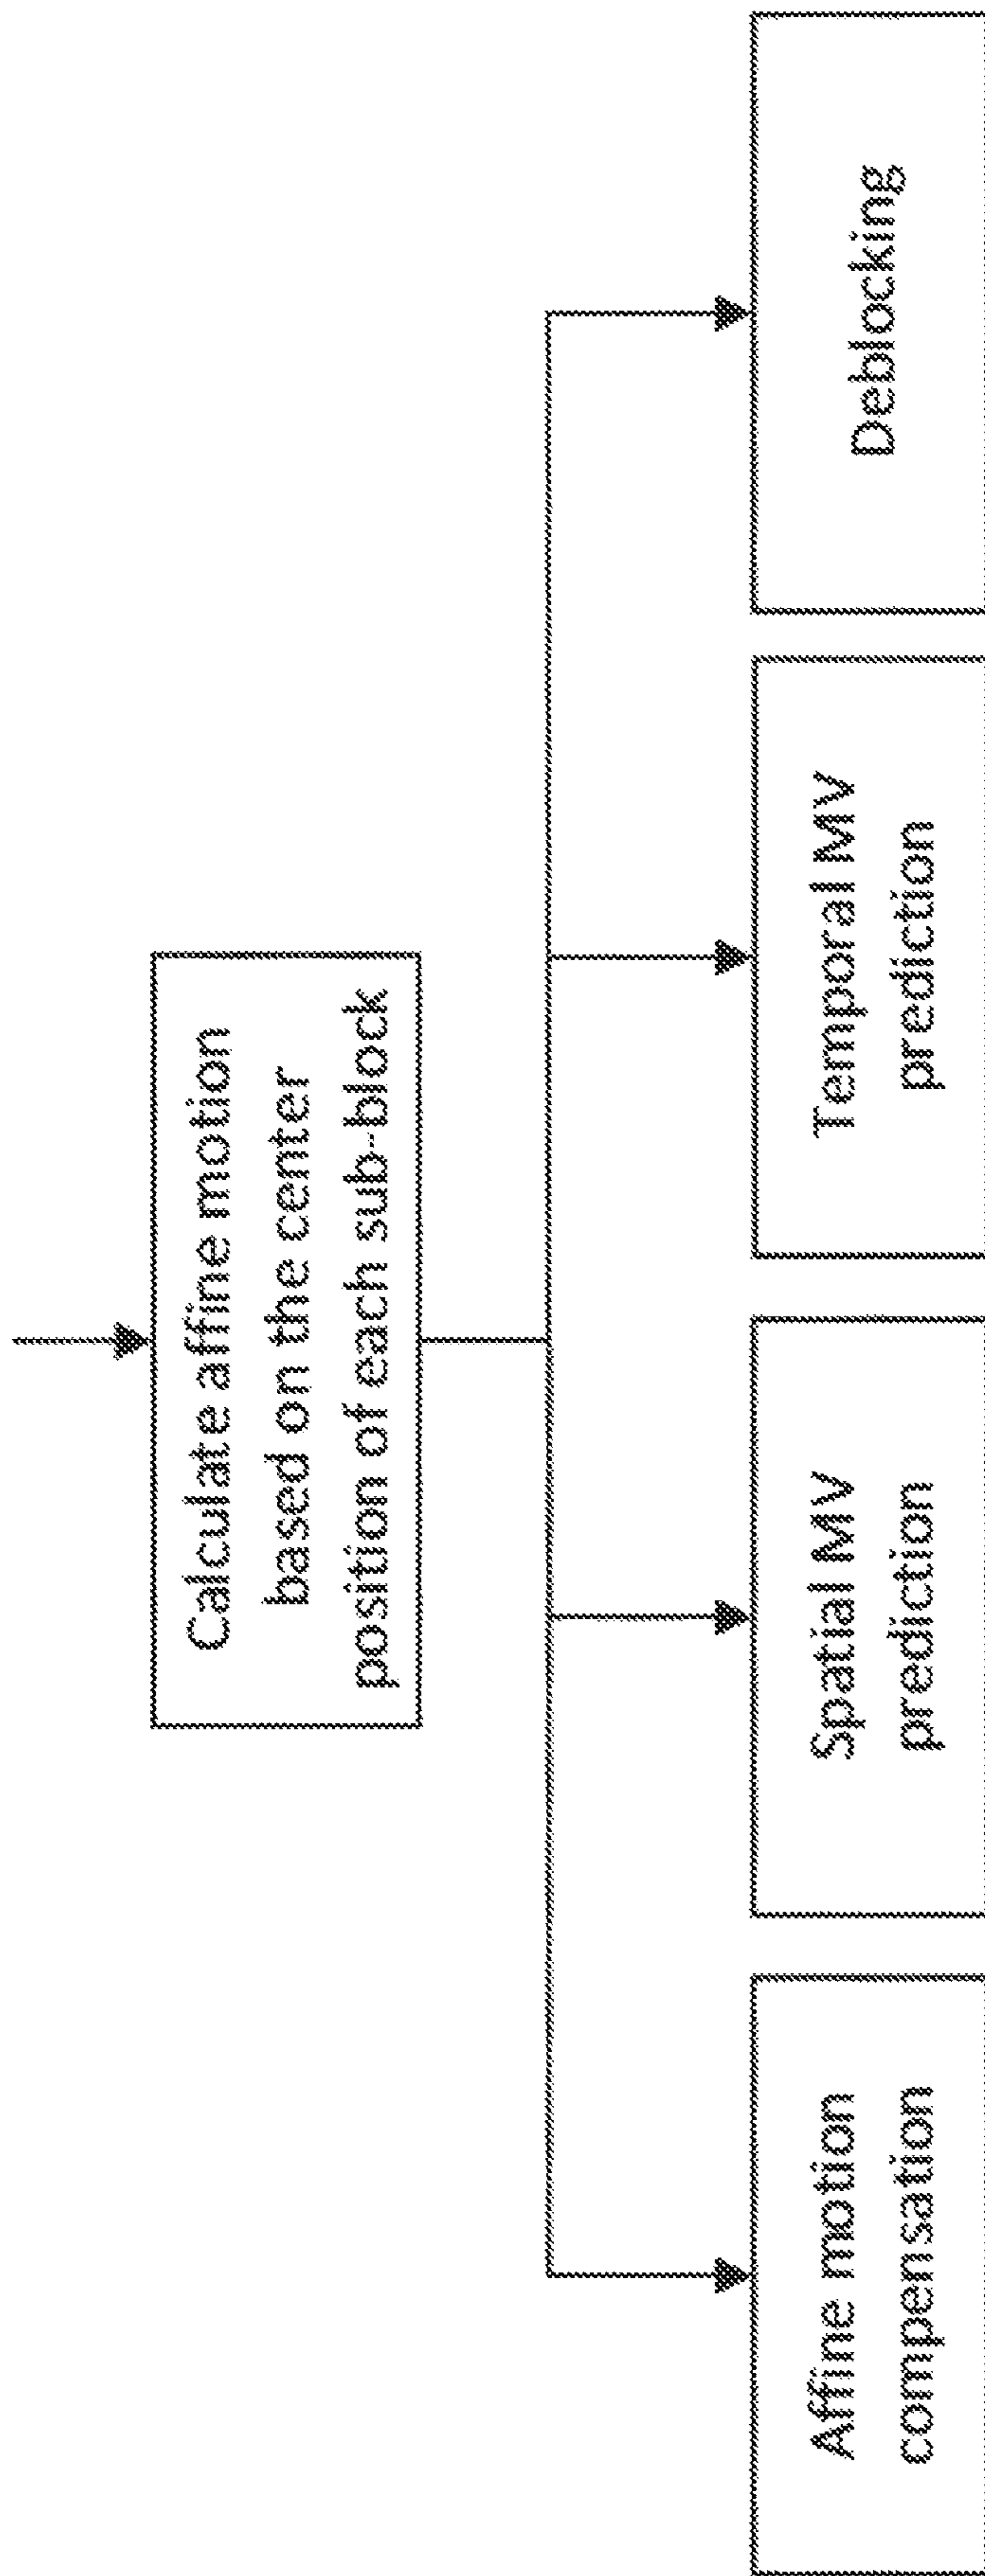 Calculate affine motion
based on the center
position of each sub-block
Affine motion
compensation
Spatial MV
prediction
Temporal MV
prediction
Deblocking